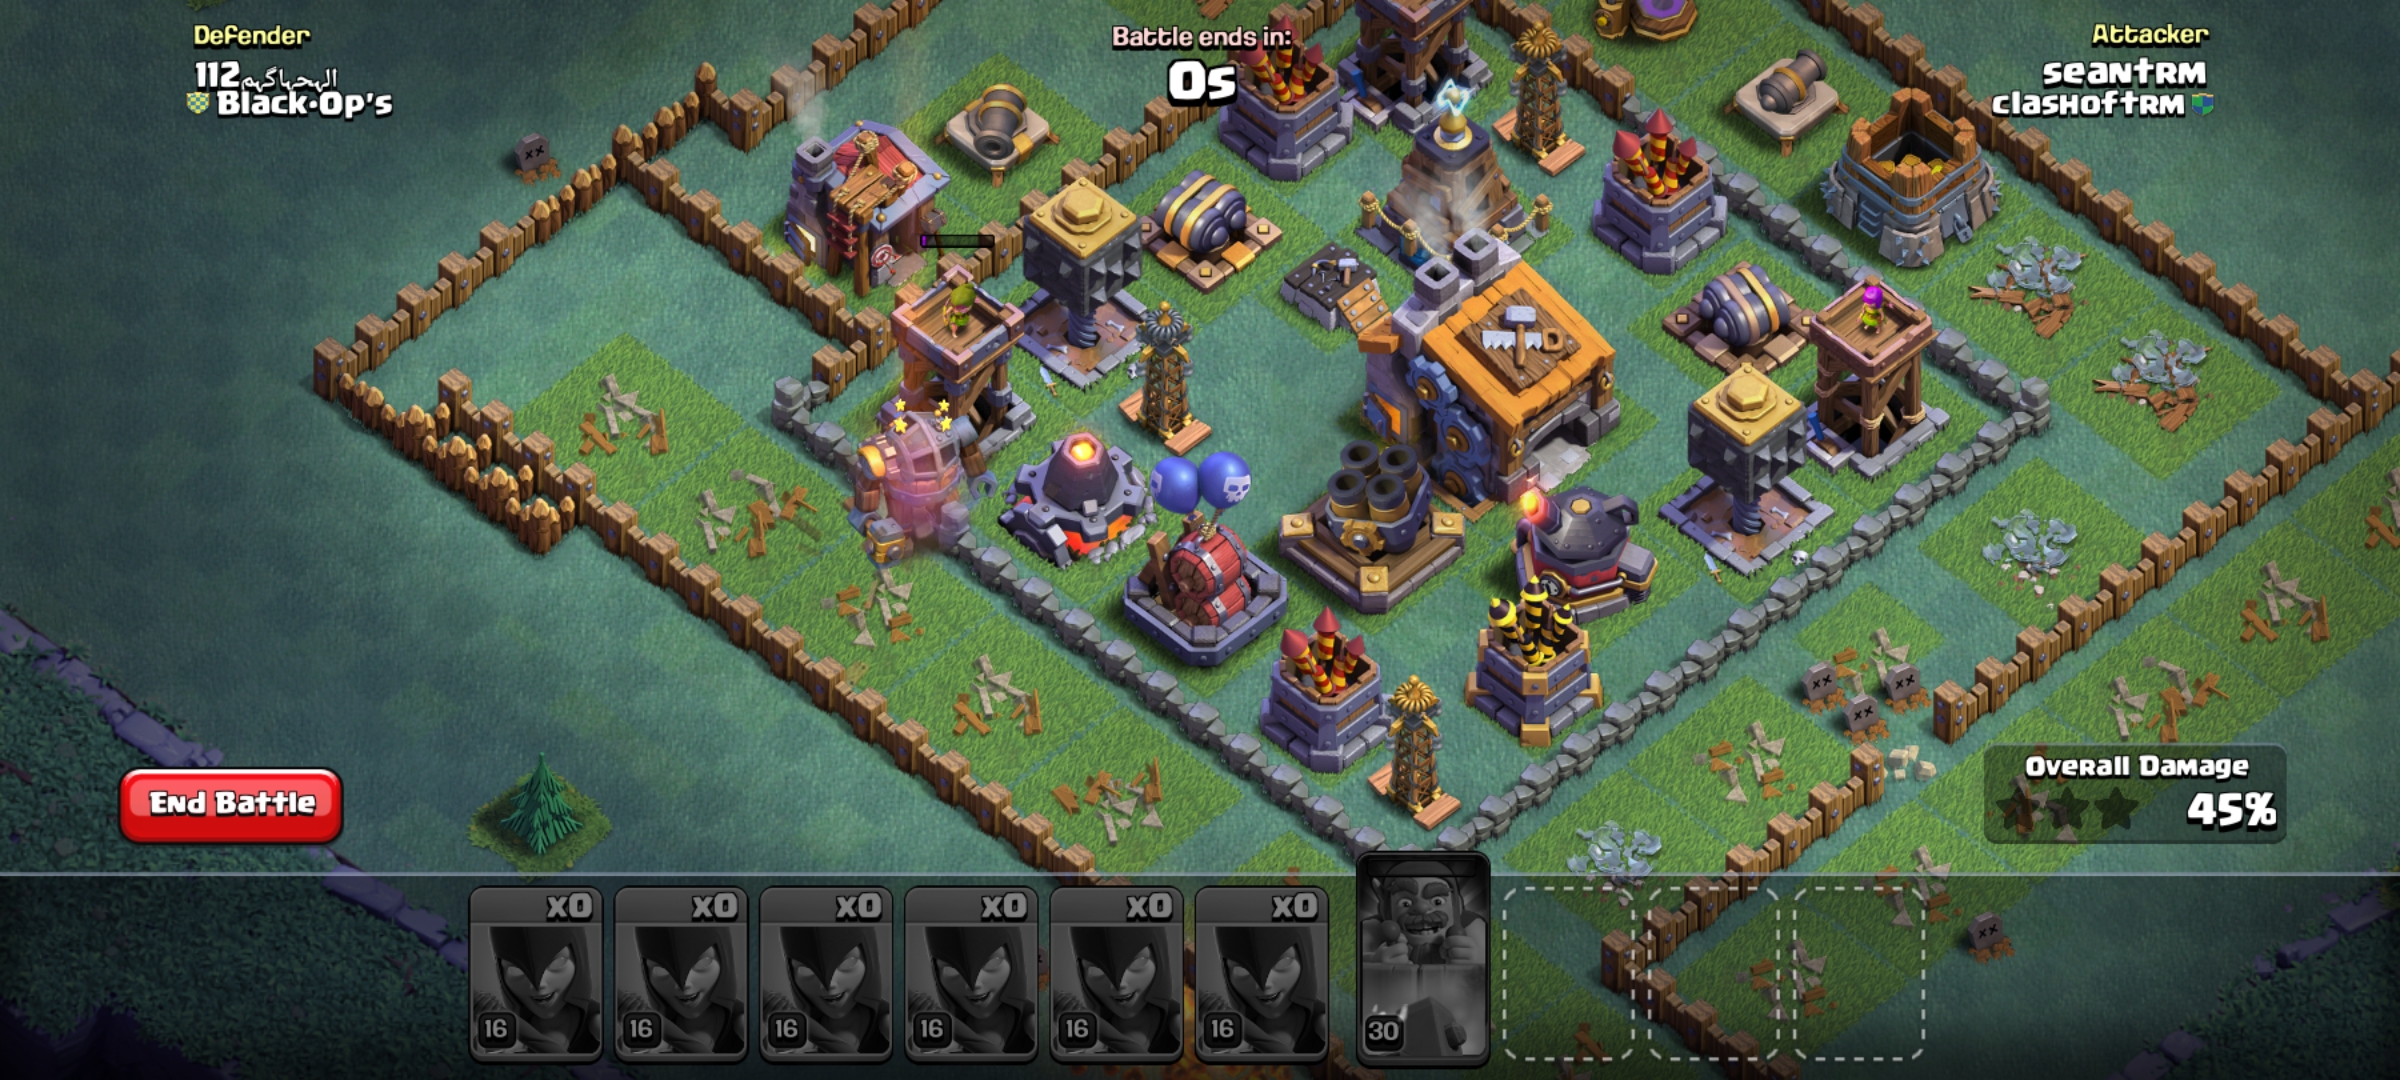 Defender
112
Black•Op's
Battle ends in:
0s
Attacker
seantRM
clashoftRM
End Battle
Overall Damage
45%
x0
x0
x0
x0
x0
x0
16
16
16
16
16
16
30